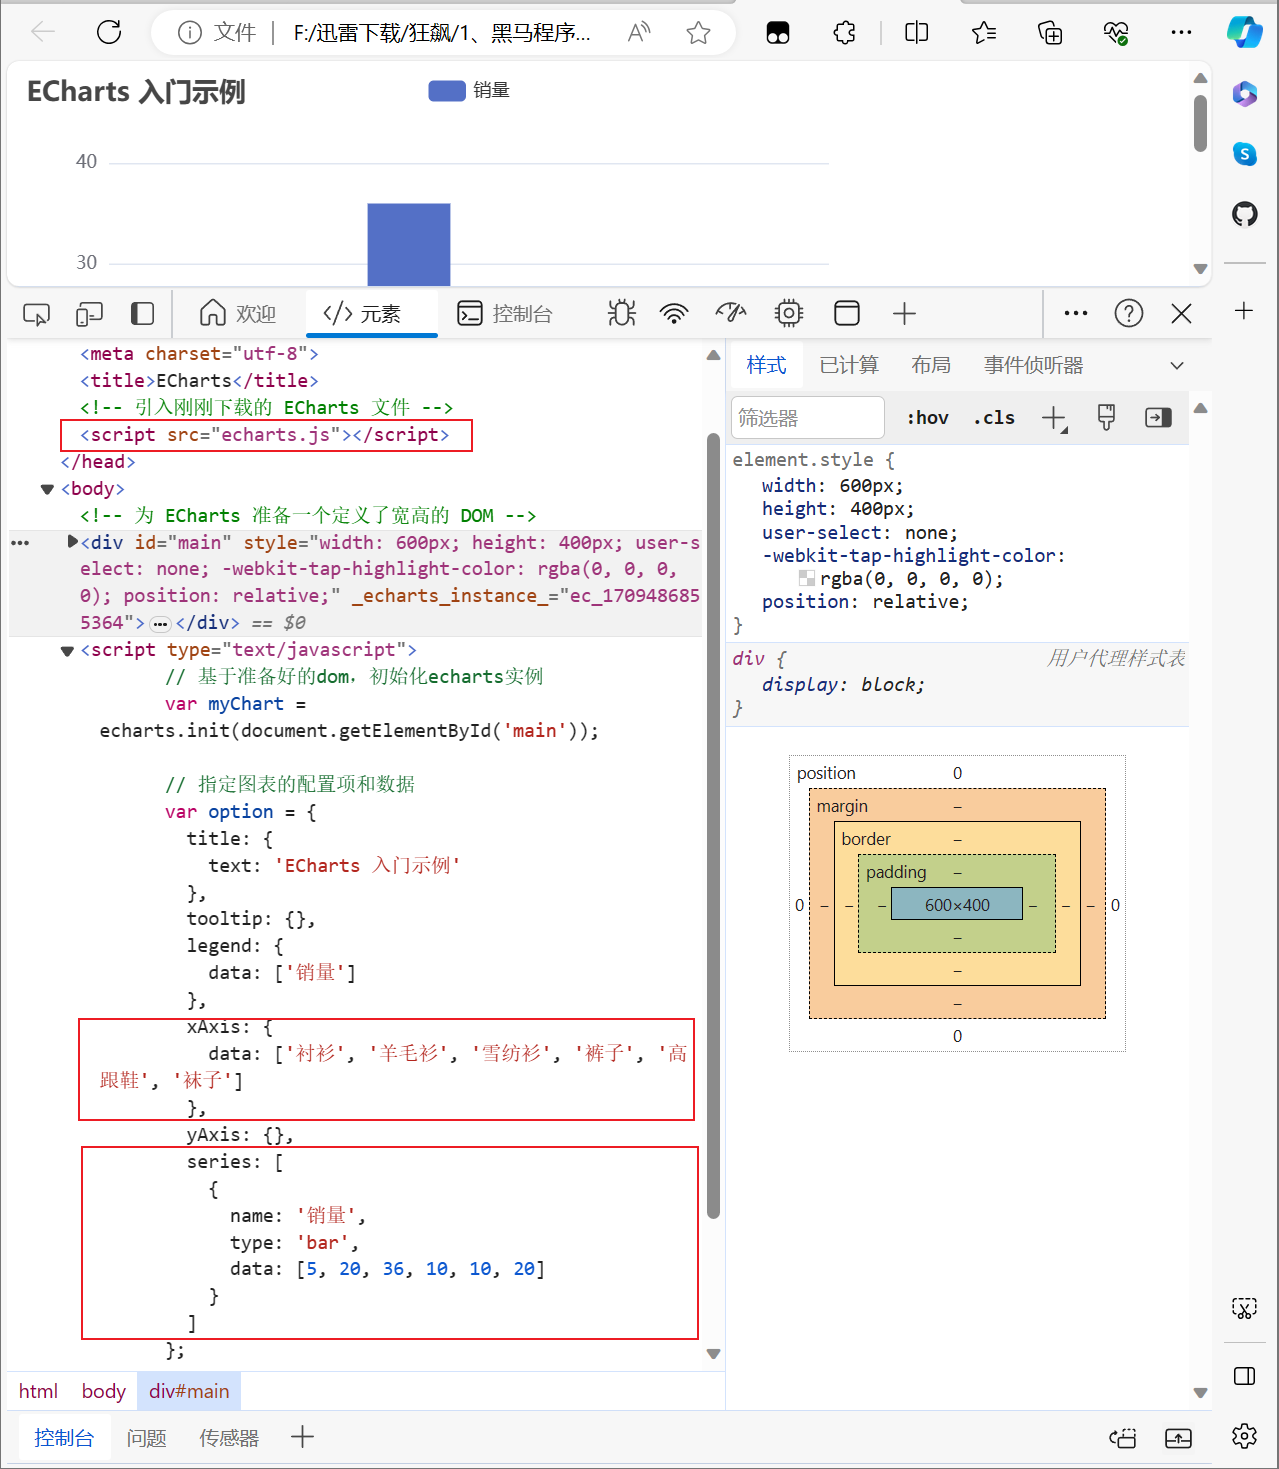 文件
F:/迅雷下载/狂飙/1、黑马程序...
ECharts 入门示例
销量
40
30
欢迎
元素
控制台
<meta charset="utf-8">
<title>ECharts</title>
<!-- 引入刚刚下载的 ECharts 文件 -->
<script src="echarts.js"></script>
</head>
<body>
<!-- 为 ECharts 准备一个定义了宽高的 DOM -->
<div id="main" style="width: 600px; height: 400px; user-s
elect: none; -webkit-tap-highlight-color: rgba(0, 0, 0,
0); position: relative;" _echarts_instance_="ec_170948685
5364"> … </div> == $0
<script type="text/javascript">
// 基于准备好的dom，初始化echarts实例
var myChart =
echarts.init(document.getElementById('main'));
// 指定图表的配置项和数据
var option = {
title: {
text: 'ECharts 入门示例'
},
tooltip: {},
legend: {
data: ['销量']
},
xAxis: {
data: ['衬衫', '羊毛衫', '雪纺衫', '裤子', '高
跟鞋', '袜子']
},
yAxis: {},
series: [
{
name: '销量',
type: 'bar',
data: [5, 20, 36, 10, 10, 20]
}
]
};
html body div#main
样式 已计算 布局 事件侦听器
筛选器 :hov .cls
element.style {
width: 600px;
height: 400px;
user-select: none;
-webkit-tap-highlight-color:
rgba(0, 0, 0, 0);
position: relative;
}
div { 用户代理样式表
display: block;
}
position 0
margin –
border –
padding –
0 – – – 600×400 – – – 0
–
–
–
0
控制台 问题 传感器